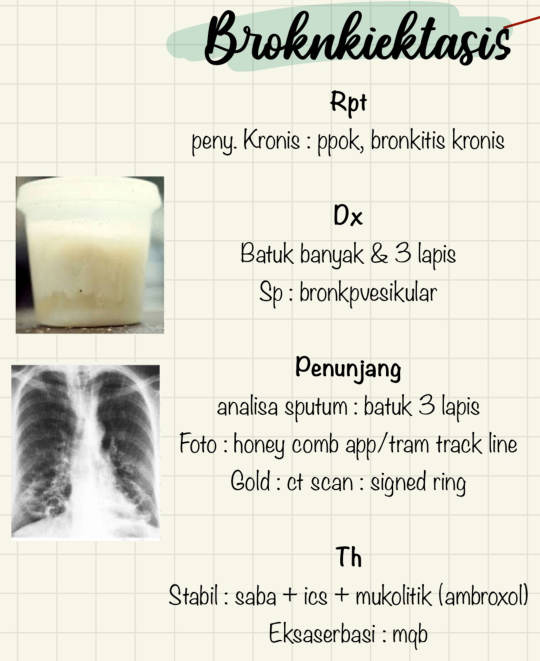 Broknkiektasis
Rpt
peny. Kronis : ppok, bronkitis kronis
Dx
Batuk banyak & 3 lapis
Sp : bronkpvesikular
Penunjang
analisa sputum : batuk 3 lapis
Foto : honey comb app/tram track line
Gold : ct scan : signed ring
Th
Stabil : saba + ics + mukolitik (ambroxol)
Eksaserbasi : mqb